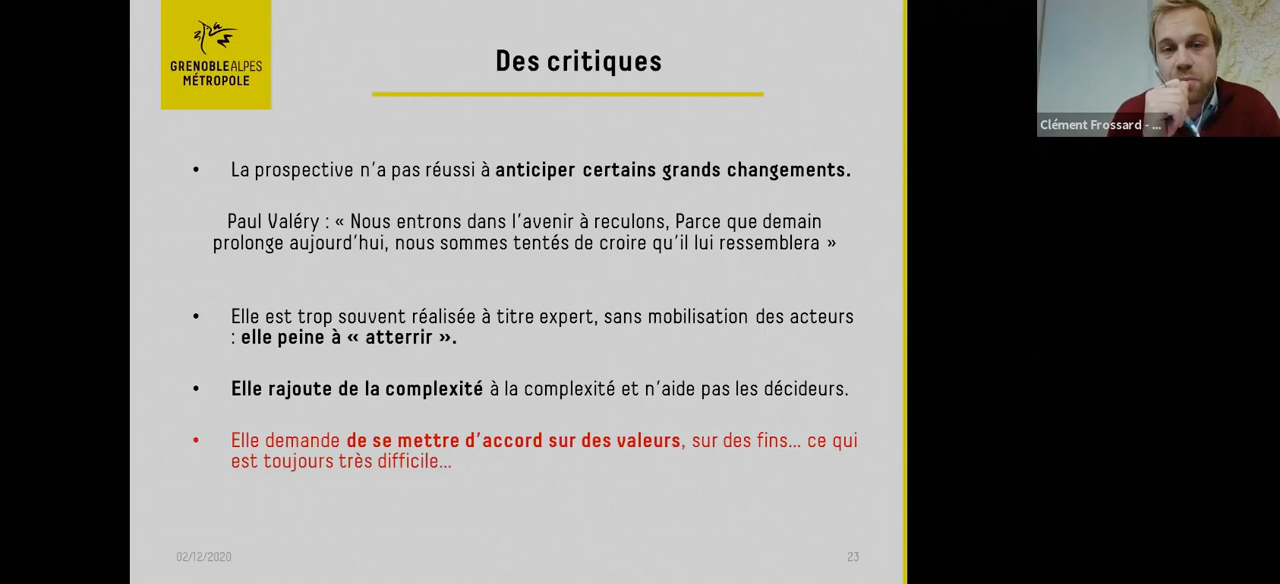 GRENOBLEALPES
MÉTROPOLE
Des critiques
• La prospective n'a pas réussi à anticiper certains grands changements.
Paul Valéry : « Nous entrons dans l'avenir à reculons, Parce que demain
prolonge aujourd'hui, nous sommes tentés de croire qu'il lui ressemblera »
• Elle est trop souvent réalisée à titre expert, sans mobilisation des acteurs
: elle peine à « atterrir ».
• Elle rajoute de la complexité à la complexité et n'aide pas les décideurs.
• Elle demande de se mettre d'accord sur des valeurs, sur des fins... ce qui
est toujours très difficile...
02/12/2020
23
Clément Frossard - ...